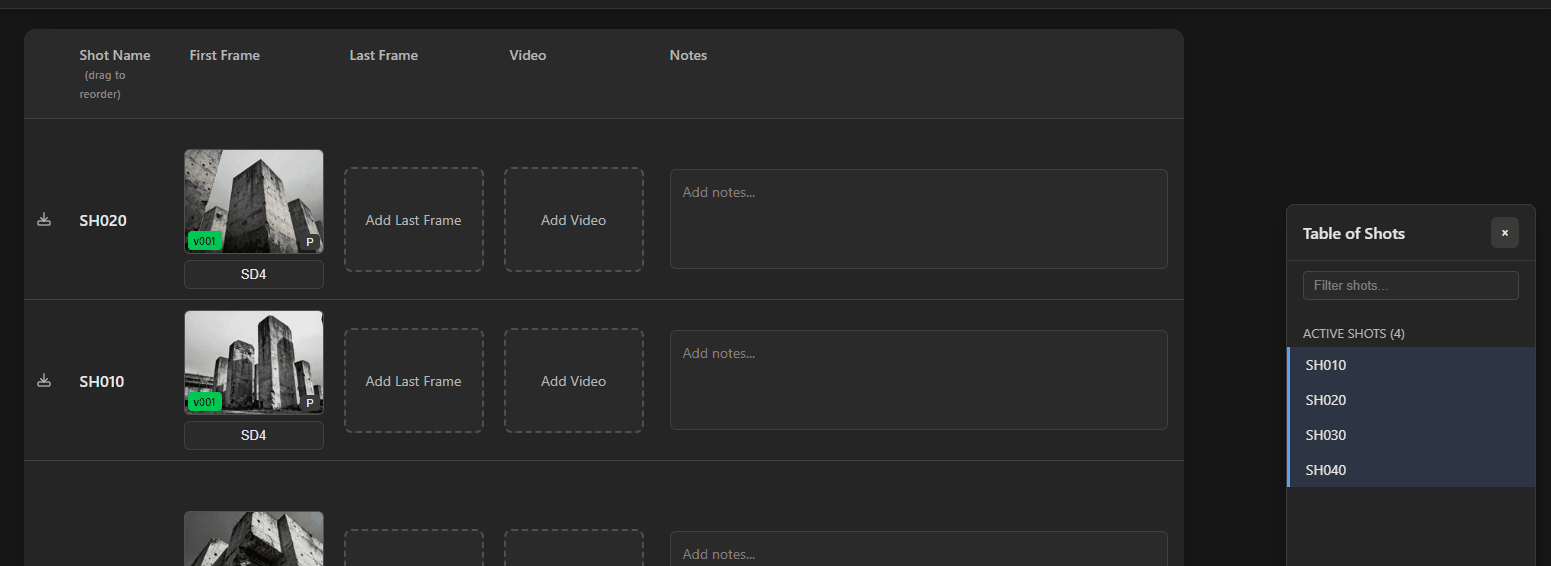 Shot Name
(drag to
reorder)
First Frame
Last Frame
Video
Notes
SH020
v001
P
SD4
Add Last Frame
Add Video
Add notes...
SH010
v001
P
SD4
Add Last Frame
Add Video
Add notes...
Add notes...
Table of Shots
×
Filter shots...
ACTIVE SHOTS (4)
SH010
SH020
SH030
SH040